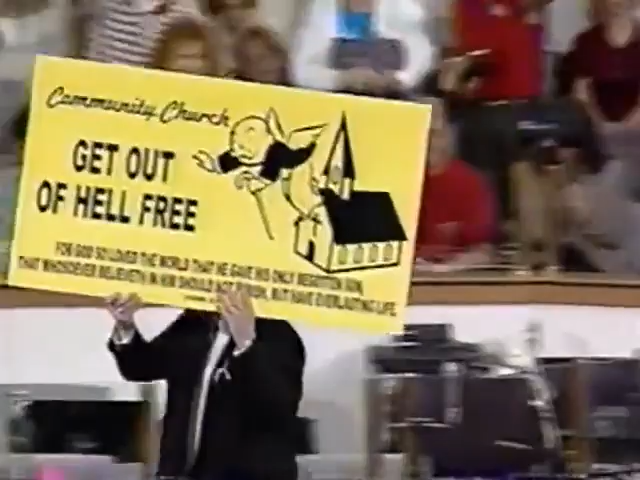 Community Church
GET OUT
OF HELL FREE
FOR GOD SO LOVED THE WORLD THAT HE GAVE HIS ONLY BEGOTTEN SON,
THAT WHOSOEVER BELIEVETH IN HIM SHOULD NOT PERISH, BUT HAVE EVERLASTING LIFE.